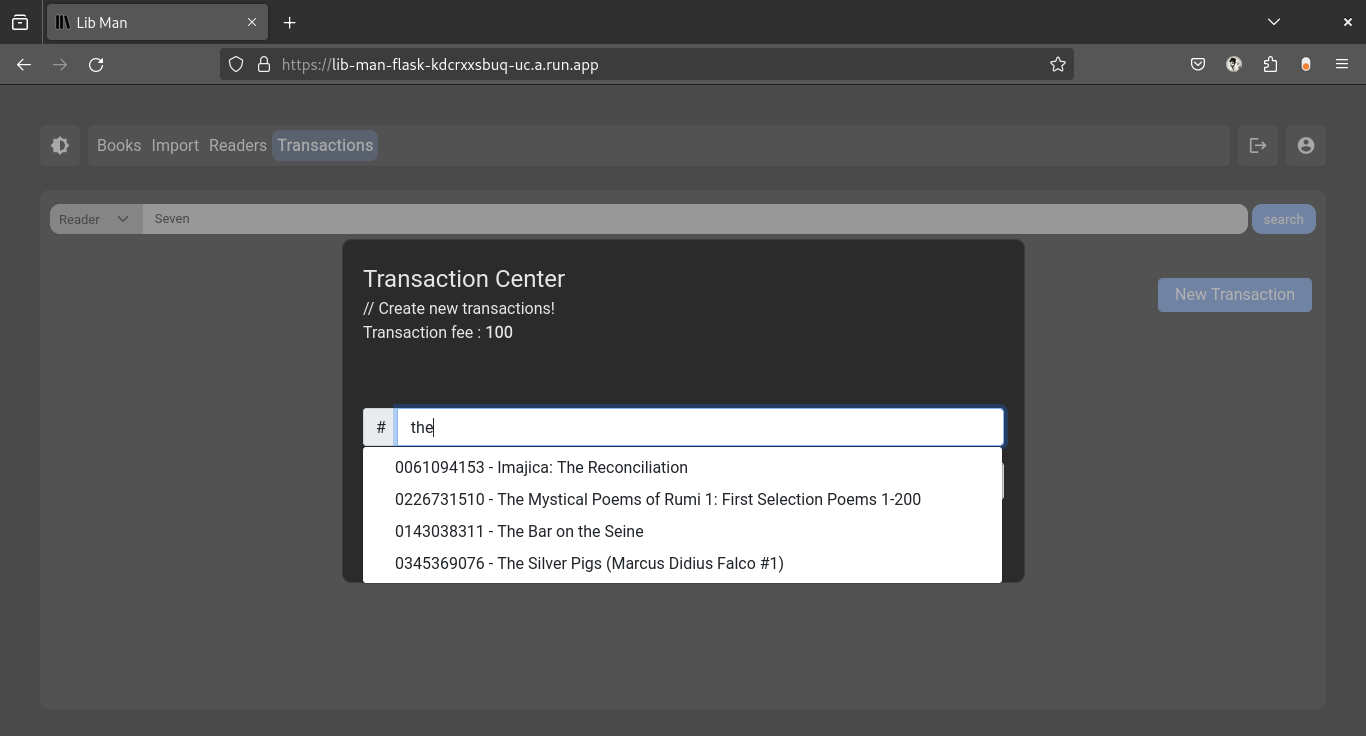 Lib Man
https://lib-man-flask-kdcrxxsbuq-uc.a.run.app
Books Import Readers Transactions
Reader Seven search
Transaction Center
// Create new transactions!
New Transaction
Transaction fee : 100
# the
0061094153 - Imajica: The Reconciliation
0226731510 - The Mystical Poems of Rumi 1: First Selection Poems 1-200
0143038311 - The Bar on the Seine
0345369076 - The Silver Pigs (Marcus Didius Falco #1)